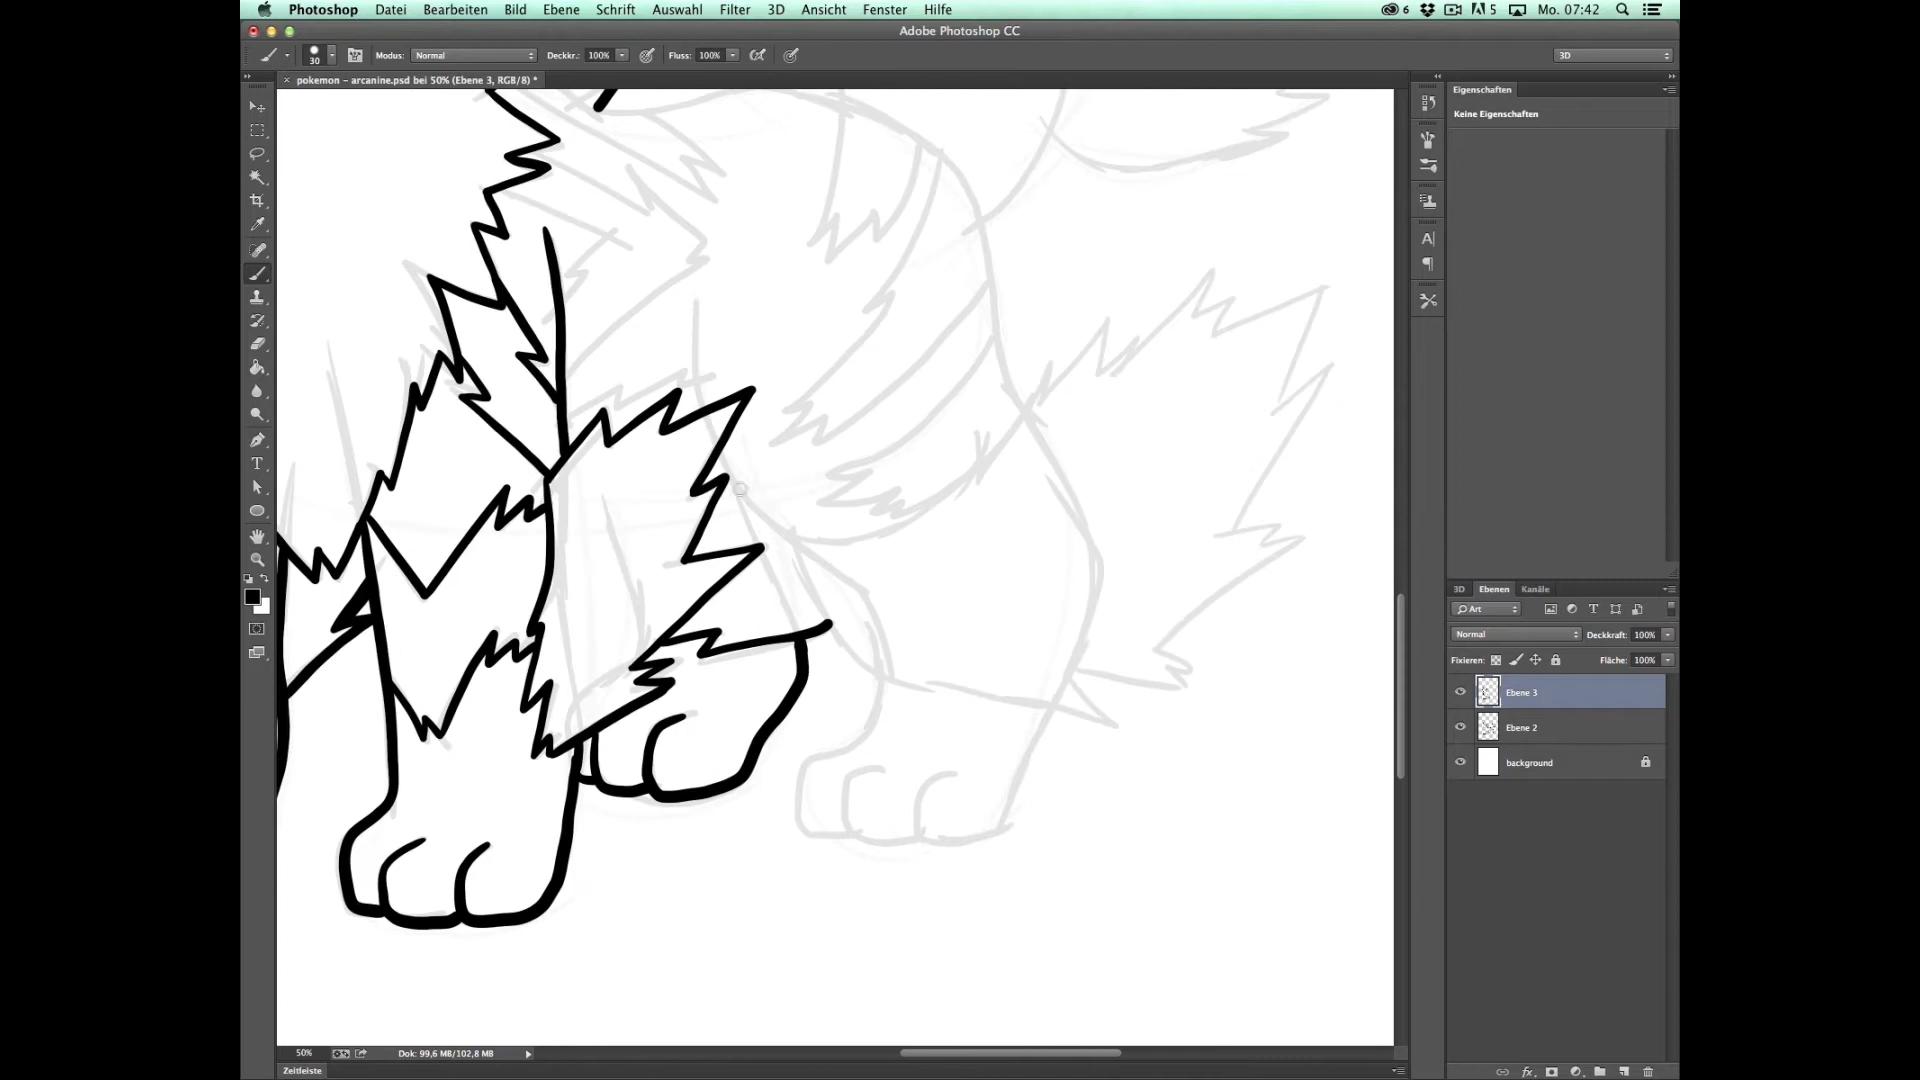 Photoshop Datei Bearbeiten Bild Ebene Schrift Auswahl Filter 3D Ansicht Fenster Hilfe 6 5 Mo. 07:42
Adobe Photoshop CC
30 Modus: Normal Deckkr.: 100% Fluss: 100% 3D
× pokemon - arcanine.psd bei 50% (Ebene 3, RGB/8) *
Eigenschaften
Keine Eigenschaften
3D Ebenen Kanäle
Art
Normal Deckkraft: 100%
Fixieren: Fläche: 100%
Ebene 3
Ebene 2
background
50% Dok: 99,6 MB/102,8 MB
Zeitleiste